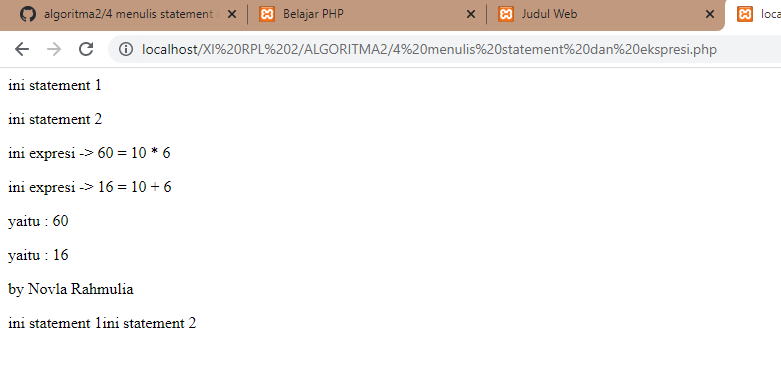 algoritma2/4 menulis statement
Belajar PHP
Judul Web
loca
localhost/XI%20RPL%202/ALGORITMA2/4%20menulis%20statement%20dan%20ekspresi.php
ini statement 1
ini statement 2
ini expresi -> 60 = 10 * 6
ini expresi -> 16 = 10 + 6
yaitu : 60
yaitu : 16
by Novla Rahmulia
ini statement 1ini statement 2